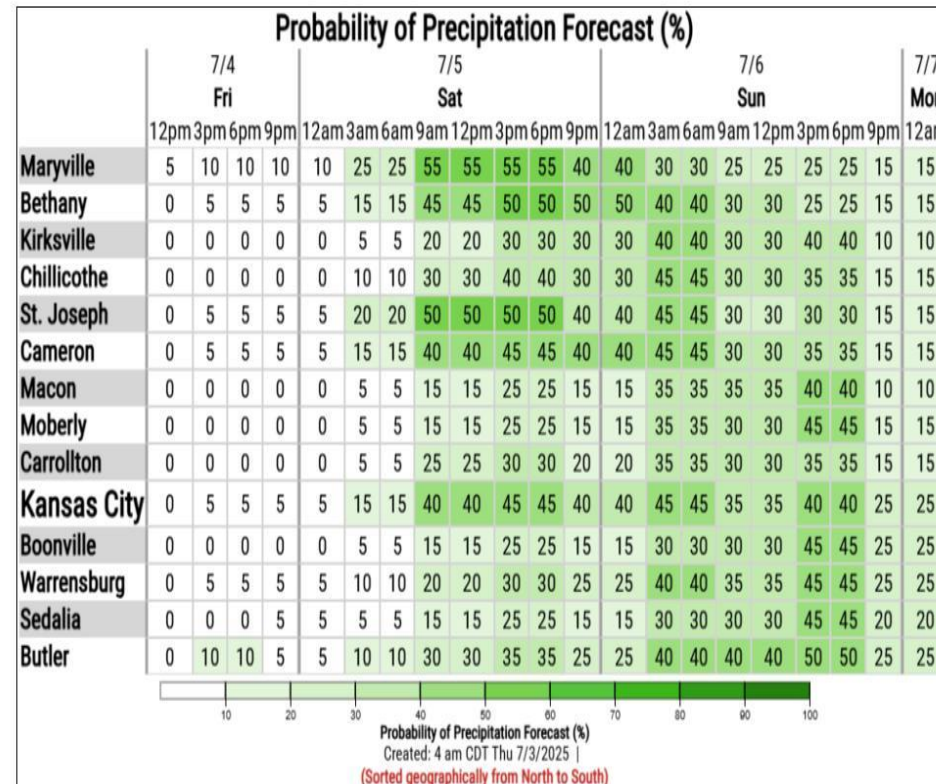 Probability of Precipitation Forecast (%)
7/4 7/5 7/6 7/7
Fri Sat Sun Mon
12pm 3pm 6pm 9pm 12am 3am 6am 9am 12pm 3pm 6pm 9pm 12am 3am 6am 9am 12pm 3pm 6pm 9pm 12am
Maryville 5 10 10 10 10 25 25 55 55 55 55 40 40 30 30 25 25 25 25 15 15
Bethany 0 5 5 5 5 15 15 45 45 50 50 50 50 40 40 30 30 25 25 15 15
Kirksville 0 0 0 0 0 5 5 20 20 30 30 30 30 40 40 30 30 40 40 10 10
Chillicothe 0 0 0 0 0 10 10 30 30 40 40 30 30 45 45 30 30 35 35 15 15
St. Joseph 0 5 5 5 5 20 20 50 50 50 50 40 40 45 45 30 30 30 30 15 15
Cameron 0 5 5 5 5 15 15 40 40 45 45 40 40 45 45 30 30 35 35 15 15
Macon 0 0 0 0 0 5 5 15 15 25 25 15 15 35 35 35 35 40 40 10 10
Moberly 0 0 0 0 0 5 5 15 15 25 25 15 15 35 35 30 30 45 45 15 15
Carrollton 0 0 0 0 0 5 5 25 25 30 30 20 20 35 35 30 30 35 35 15 15
Kansas City 0 5 5 5 5 15 15 40 40 45 45 40 40 45 45 35 35 40 40 25 25
Boonville 0 0 0 0 0 5 5 15 15 25 25 15 15 30 30 30 30 45 45 25 25
Warrensburg 0 5 5 5 5 10 10 20 20 30 30 25 25 40 40 35 35 45 45 25 25
Sedalia 0 0 0 5 5 5 5 15 15 25 25 15 15 30 30 30 30 45 45 20 20
Butler 0 10 10 5 5 10 10 30 30 35 35 25 25 40 40 40 40 50 50 25 25
10 20 30 40 50 60 70 80 90 100
Probability of Precipitation Forecast (%)
Created: 4 am CDT Thu 7/3/2025 |
(Sorted geographically from North to South)